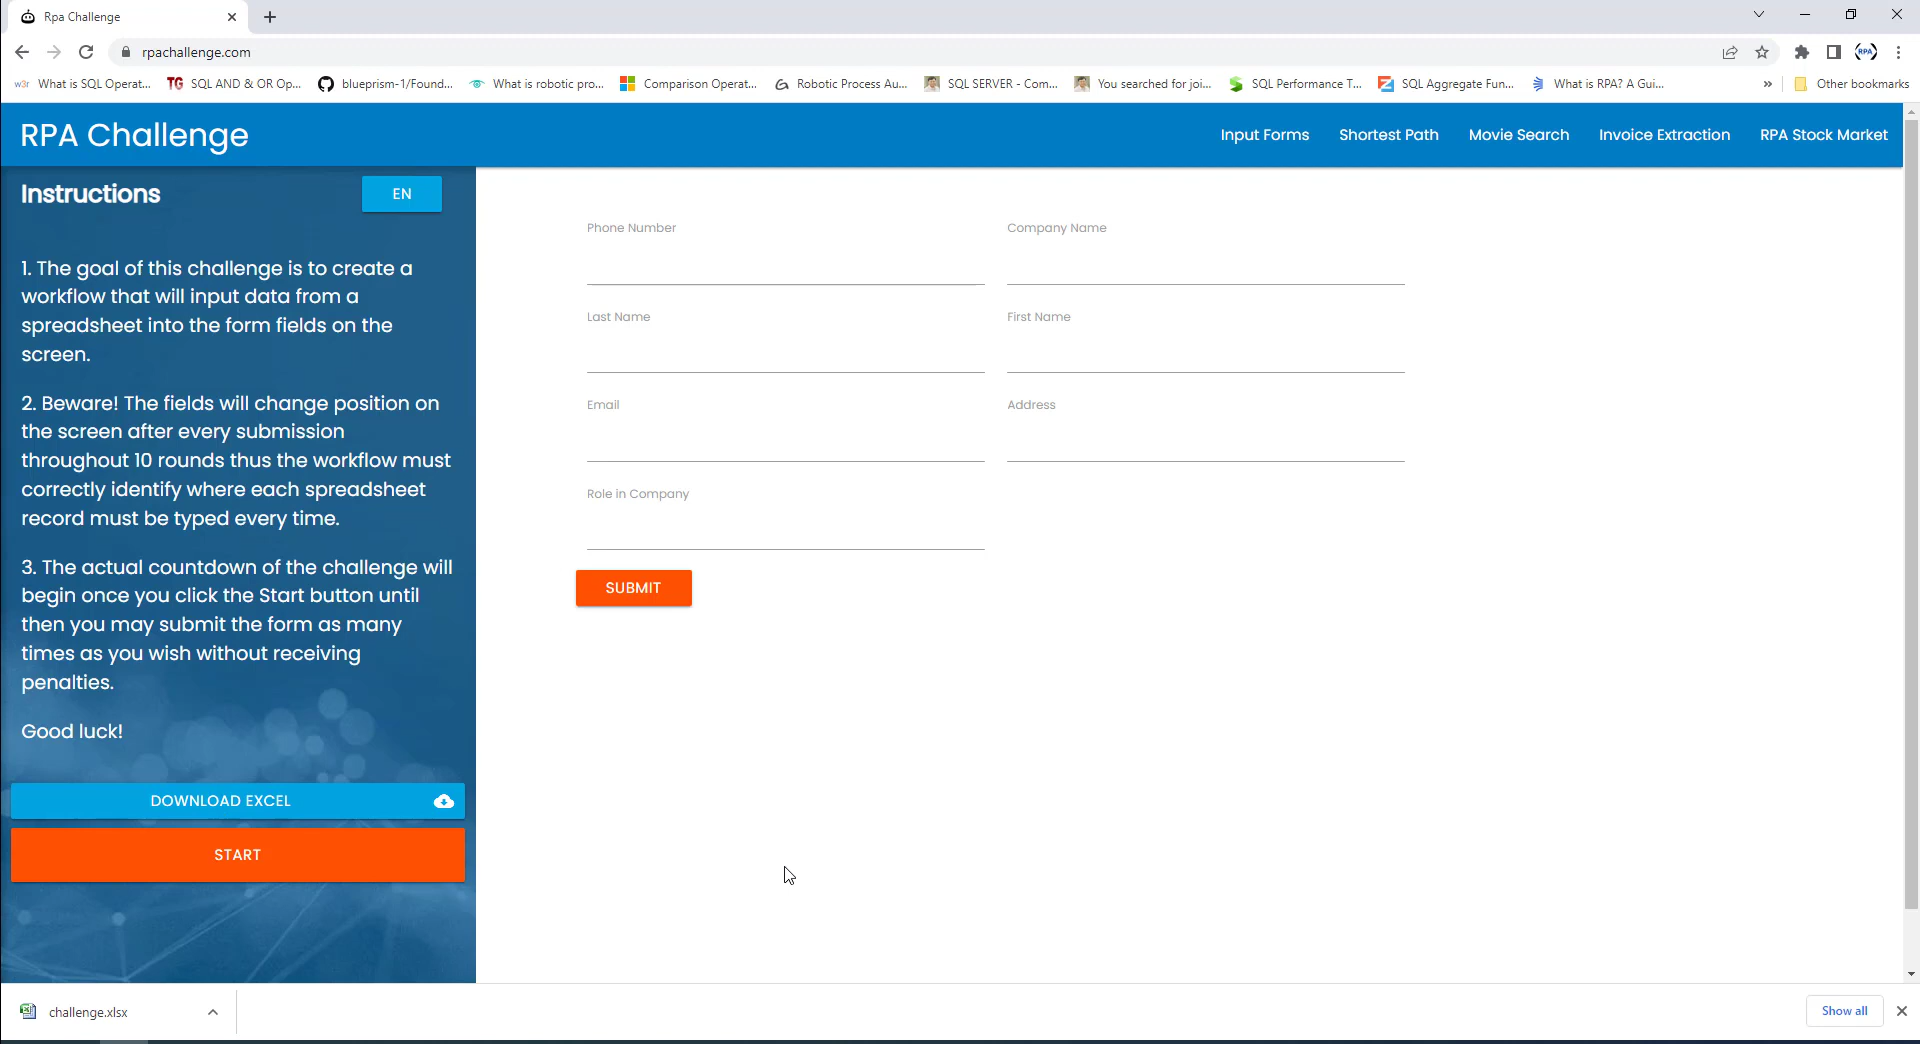 Rpa Challenge
rpachallenge.com
w3r What is SQL Operat...
TG SQL AND & OR Op...
blueprism-1/Found...
What is robotic pro...
Comparison Operat...
Robotic Process Au...
SQL SERVER - Com...
You searched for joi...
SQL Performance T...
SQL Aggregate Fun...
What is RPA? A Gui...
»
Other bookmarks
(RPA)
RPA Challenge
Input Forms
Shortest Path
Movie Search
Invoice Extraction
RPA Stock Market
Instructions
EN
1. The goal of this challenge is to create a
workflow that will input data from a
spreadsheet into the form fields on the
screen.
2. Beware! The fields will change position on
the screen after every submission
throughout 10 rounds thus the workflow must
correctly identify where each spreadsheet
record must be typed every time.
3. The actual countdown of the challenge will
begin once you click the Start button until
then you may submit the form as many
times as you wish without receiving
penalties.
Good luck!
DOWNLOAD EXCEL
START
Phone Number
Company Name
Last Name
First Name
Email
Address
Role in Company
SUBMIT
challenge.xlsx
Show all